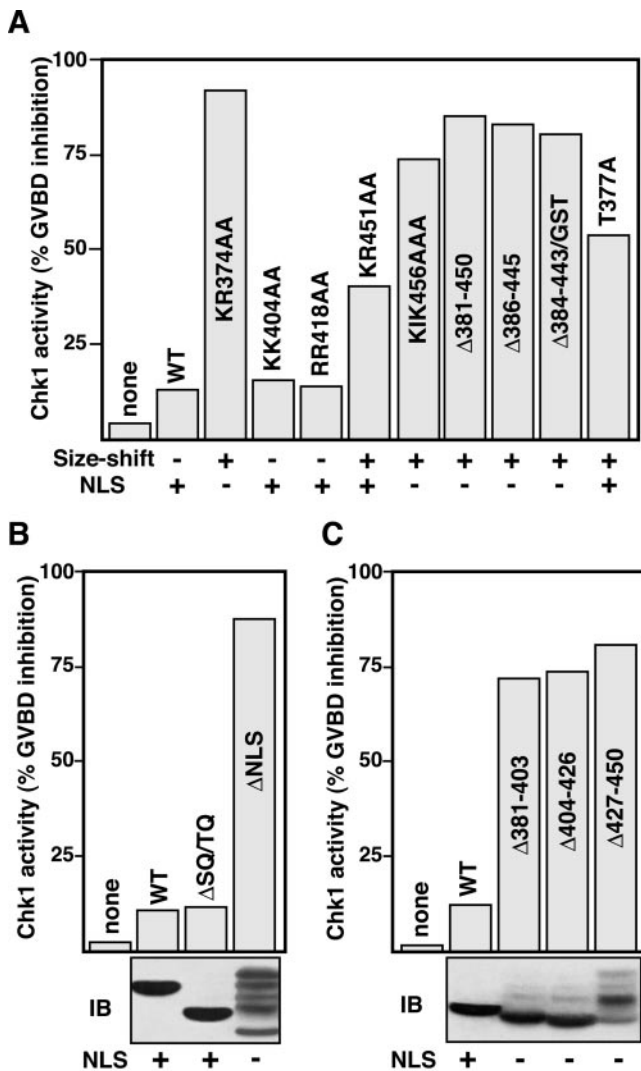 A
Chk1 activity (% GVBD inhibition)
100
75
50
25
none
WT
KR374AA
KK404AA
RR418AA
KR451AA
KIK456AAA
Δ381-450
Δ386-445
Δ384-443/GST
T377A
Size-shift - + - - + + + + + +
NLS + - + + + - - - - +
B
Chk1 activity (% GVBD inhibition)
100
75
50
25
none
WT
ΔSQ/TQ
ΔNLS
IB
NLS + + -
C
Chk1 activity (% GVBD inhibition)
100
75
50
25
none
WT
Δ381-403
Δ404-426
Δ427-450
IB
NLS + - - -